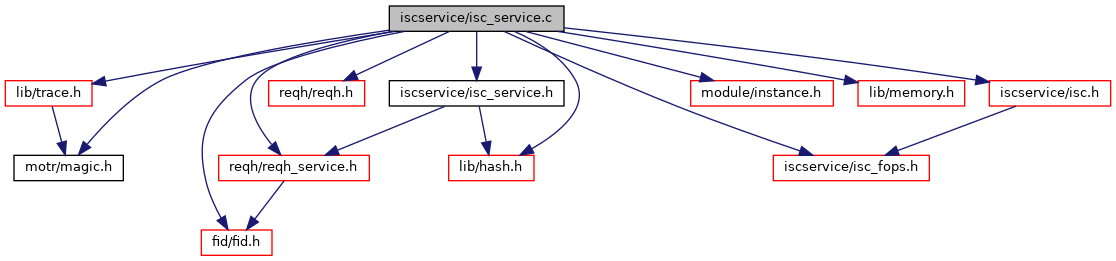 iscservice/isc_service.c
lib/trace.h
reqh/reqh.h
iscservice/isc_service.h
module/instance.h
lib/memory.h
iscservice/isc.h
motr/magic.h
reqh/reqh_service.h
lib/hash.h
iscservice/isc_fops.h
fid/fid.h